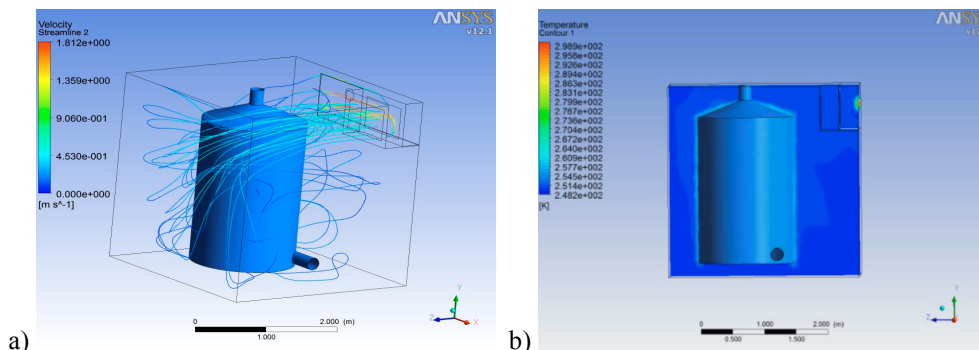 Velocity
Streamline 2
1.812e+000
1.359e+000
9.060e-001
4.530e-001
0.000e+000
[m s^-1]
ANSYS
v12.1
Y
Z
X
0
2.000 (m)
1.000
a)
Temperature
Contour 1
2.989e+002
2.958e+002
2.926e+002
2.894e+002
2.863e+002
2.831e+002
2.799e+002
2.767e+002
2.736e+002
2.704e+002
2.672e+002
2.640e+002
2.609e+002
2.577e+002
2.545e+002
2.514e+002
2.482e+002
[K]
AN
v12
Y
Z
0
1.000
2.000 (m)
0.500
1.500
b)